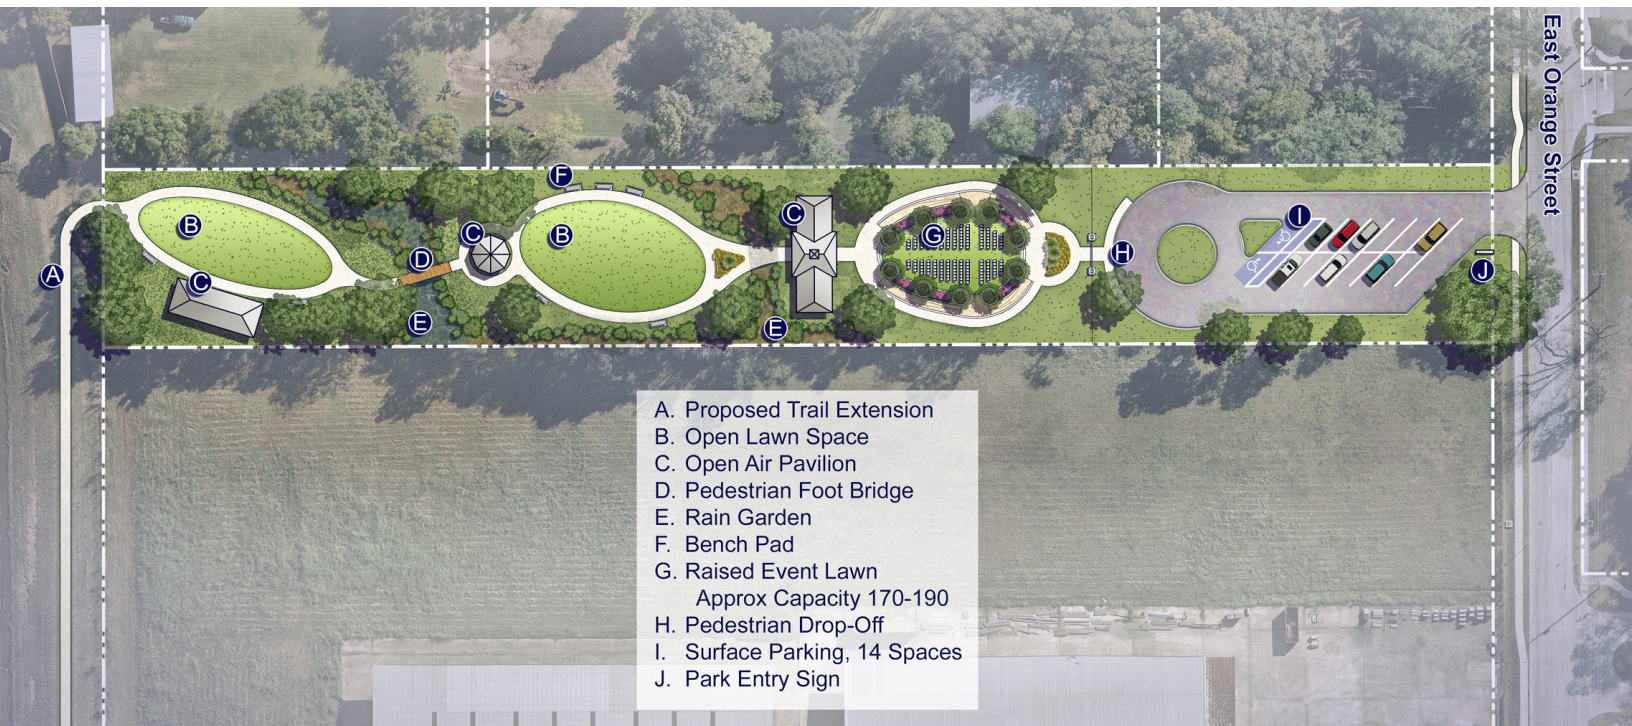 East Orange Street
F
B
C
C
B
G
I
A
D
C
H
J
E
E
A. Proposed Trail Extension
B. Open Lawn Space
C. Open Air Pavilion
D. Pedestrian Foot Bridge
E. Rain Garden
F. Bench Pad
G. Raised Event Lawn
Approx Capacity 170-190
H. Pedestrian Drop-Off
I. Surface Parking, 14 Spaces
J. Park Entry Sign